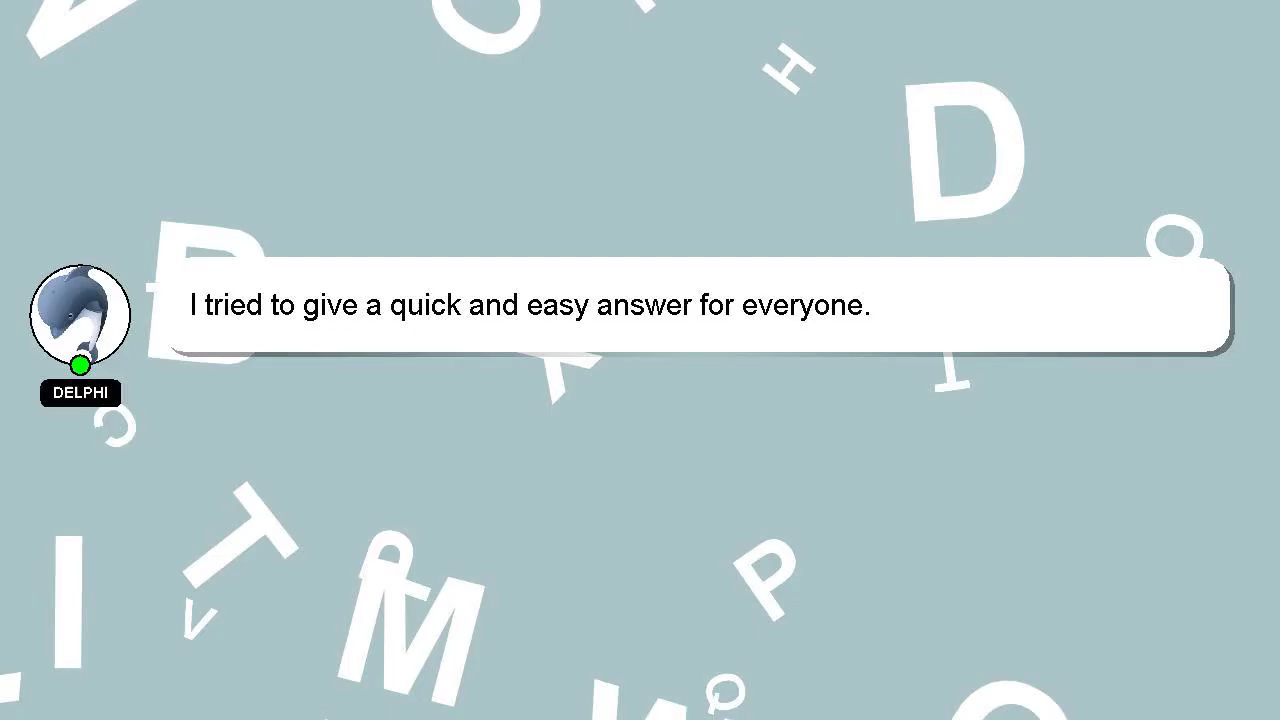 H
D
O
B
I tried to give a quick and easy answer for everyone.
DELPHI
X
T
C
T
I
V
P
M
Q